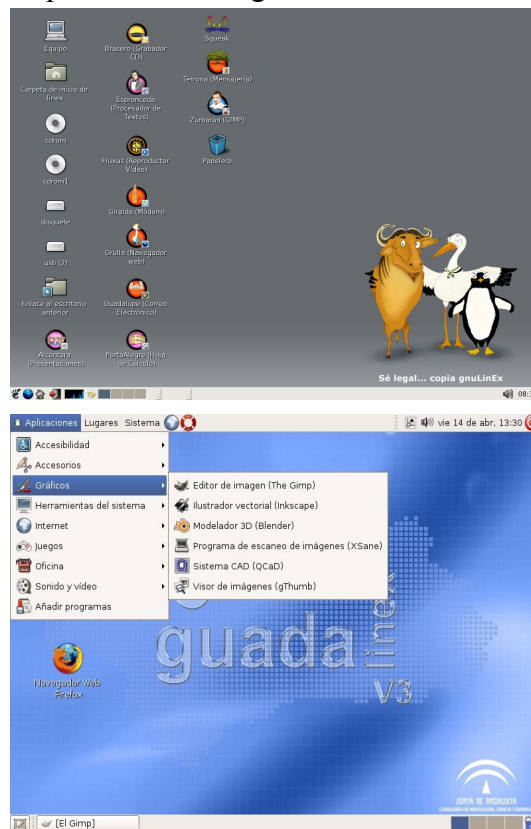 Equipo
Brasero (Grabador
CD)
Squeak
Carpeta de inicio de
linex
Espronceda
(Procesador de
Textos)
Terrona (Mensajería)
cdrom
Zurbarán (GIMP)
cdrom1
Fluxus (Reproductor
Vídeo)
Papelera
disquete
Giralda (Módem)
usb (2)
Grulla (Navegador
web)
Enlace al escritorio
anterior
Guadalupe (Correo
Electrónico)
Alcántara
(Presentaciones)
PortoAlegre (Hoja
de Cálculo)
Sé legal... copia gnuLinEx
Aplicaciones Lugares Sistema
vie 14 de abr, 13:30
Accesibilidad
Accesorios
Gráficos
Herramientas del sistema
Internet
Juegos
Oficina
Sonido y vídeo
Añadir programas
Editor de imagen (The Gimp)
Ilustrador vectorial (Inkscape)
Modelador 3D (Blender)
Programa de escaneo de imágenes (XSane)
Sistema CAD (QCaD)
Visor de imágenes (gThumb)
guada
linex
V3
Navegador Web
Firefox
JUNTA DE ANDALUCIA
[El Gimp]